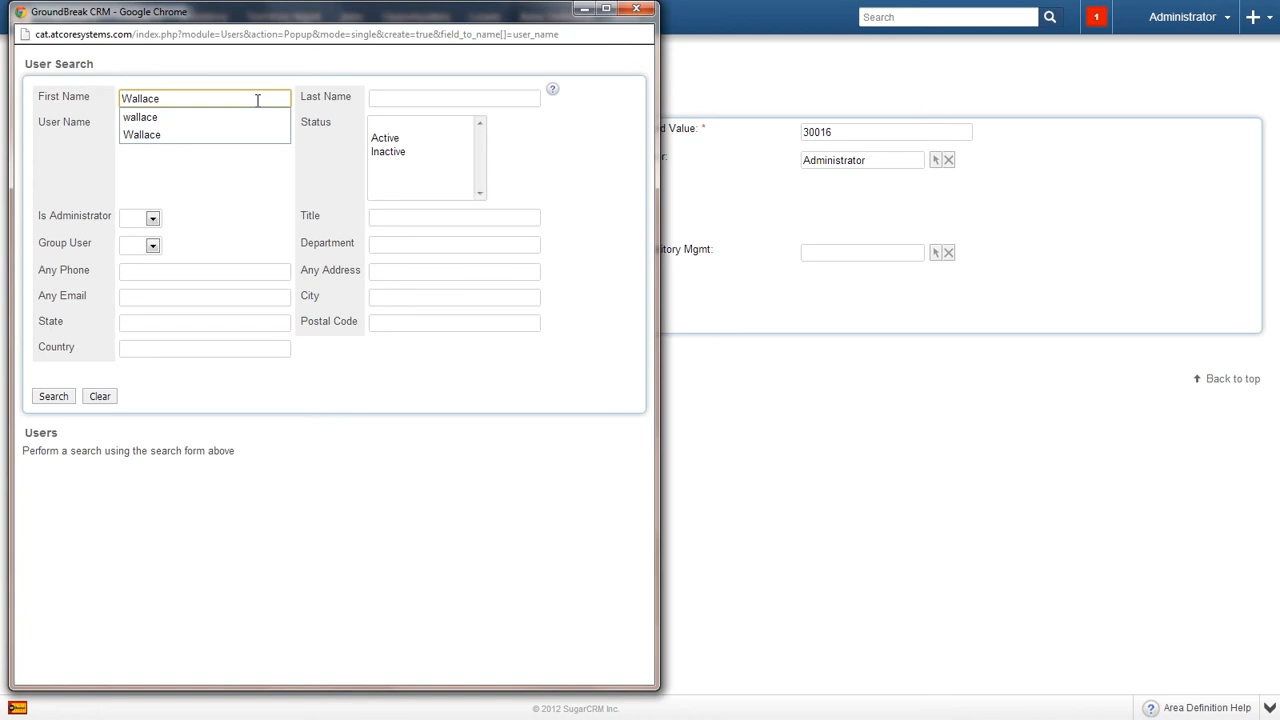 GroundBreak CRM - Google Chrome
cat.atcoresystems.com/index.php?module=Users&action=Popup&mode=single&create=true&field_to_name[]=user_name
Search
1
Administrator
User Search
First Name
Wallace
Last Name
?
wallace
Wallace
User Name
Status
Active
Inactive
Is Administrator
Title
Group User
Department
Any Phone
Any Address
Any Email
City
State
Postal Code
Country
Search
Clear
Users
Perform a search using the search form above
d Value: *
30016
r:
Administrator
itory Mgmt:
Back to top
© 2012 SugarCRM Inc.
? Area Definition Help